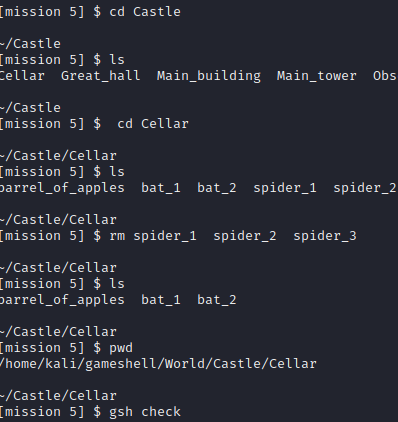 [mission 5] $ cd Castle
~/Castle
[mission 5] $ ls
Cellar  Great_hall  Main_building  Main_tower  Obs
~/Castle
[mission 5] $  cd Cellar
~/Castle/Cellar
[mission 5] $ ls
barrel_of_apples  bat_1  bat_2  spider_1  spider_2
~/Castle/Cellar
[mission 5] $ rm spider_1  spider_2  spider_3
~/Castle/Cellar
[mission 5] $ ls
barrel_of_apples  bat_1  bat_2
~/Castle/Cellar
[mission 5] $ pwd
/home/kali/gameshell/World/Castle/Cellar
~/Castle/Cellar
[mission 5] $ gsh check